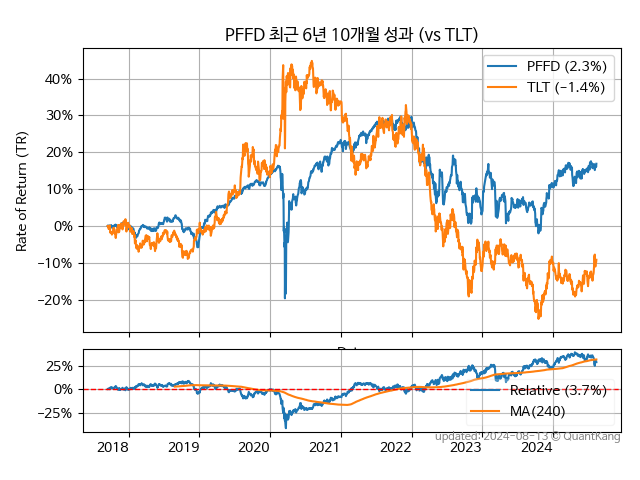 PFFD 최근 6년 10개월 성과 (vs TLT)
Rate of Return (TR)
40%
30%
20%
10%
0%
−10%
−20%
PFFD (2.3%)
TLT (−1.4%)
25%
0%
−25%
Relative (3.7%)
MA(240)
updated: 2024-08-13 © QuantKang
2018 2019 2020 2021 2022 2023 2024